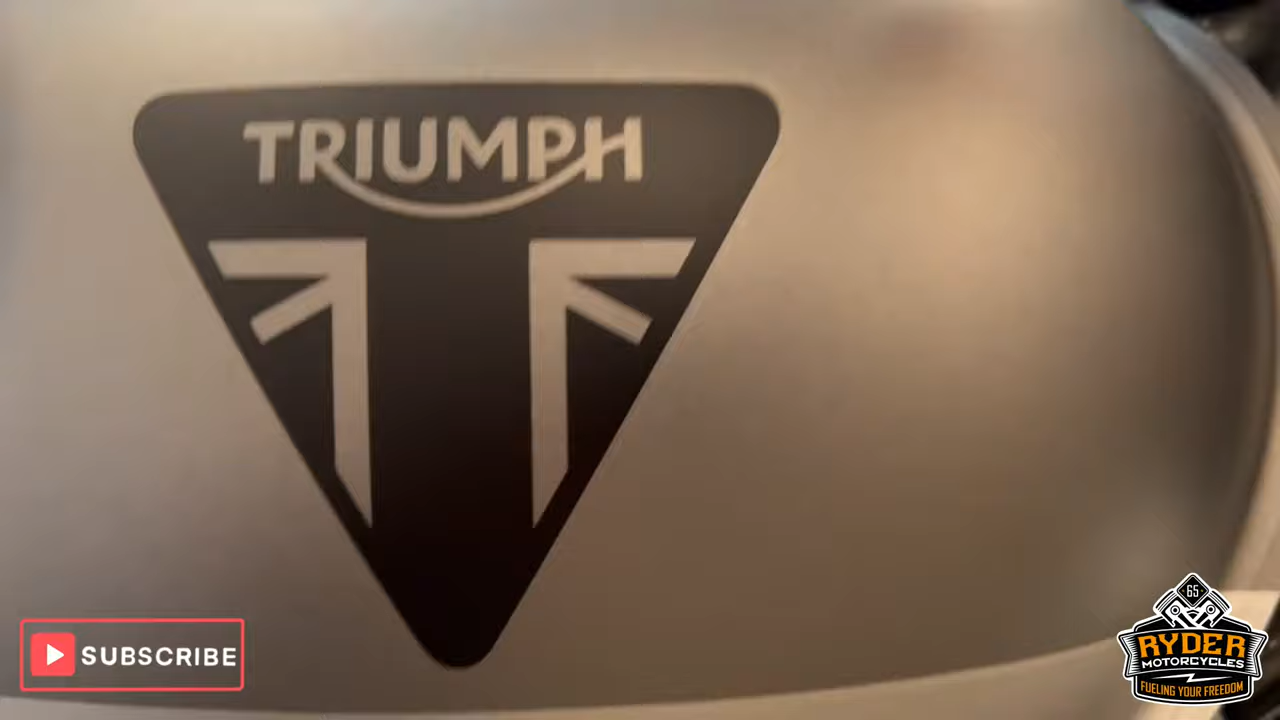 TRIUMPH
SUBSCRIBE
65
RYDER
MOTORCYCLES
FUELING YOUR FREEDOM